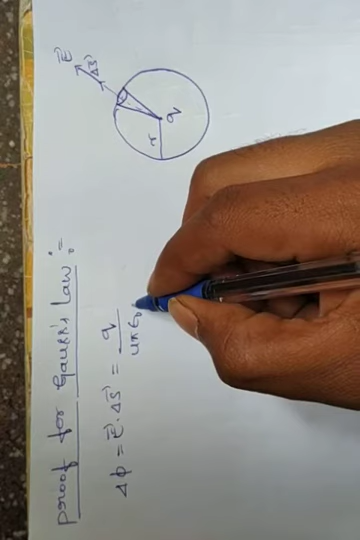 Proof for Gauss's Law :-
E⃗
ΔS⃗
q
r
Δϕ = E⃗ · ΔS⃗ = q / 4πε₀